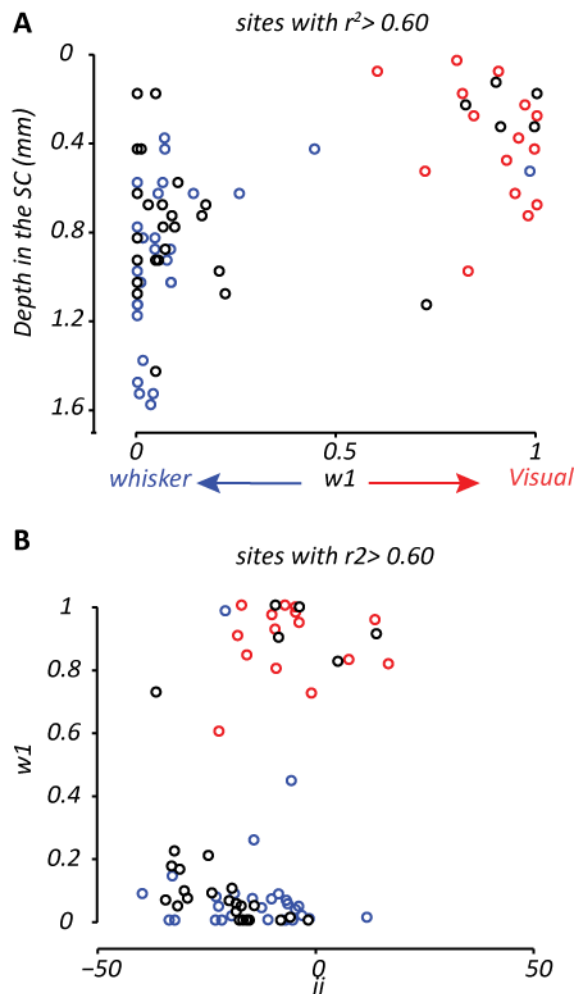 A
sites with r²> 0.60
Depth in the SC (mm)
0
0.4
0.8
1.2
1.6
0 0.5 1
whisker w1 Visual
B
sites with r2> 0.60
w1
1
0.8
0.6
0.4
0.2
0
−50 0 50
ii